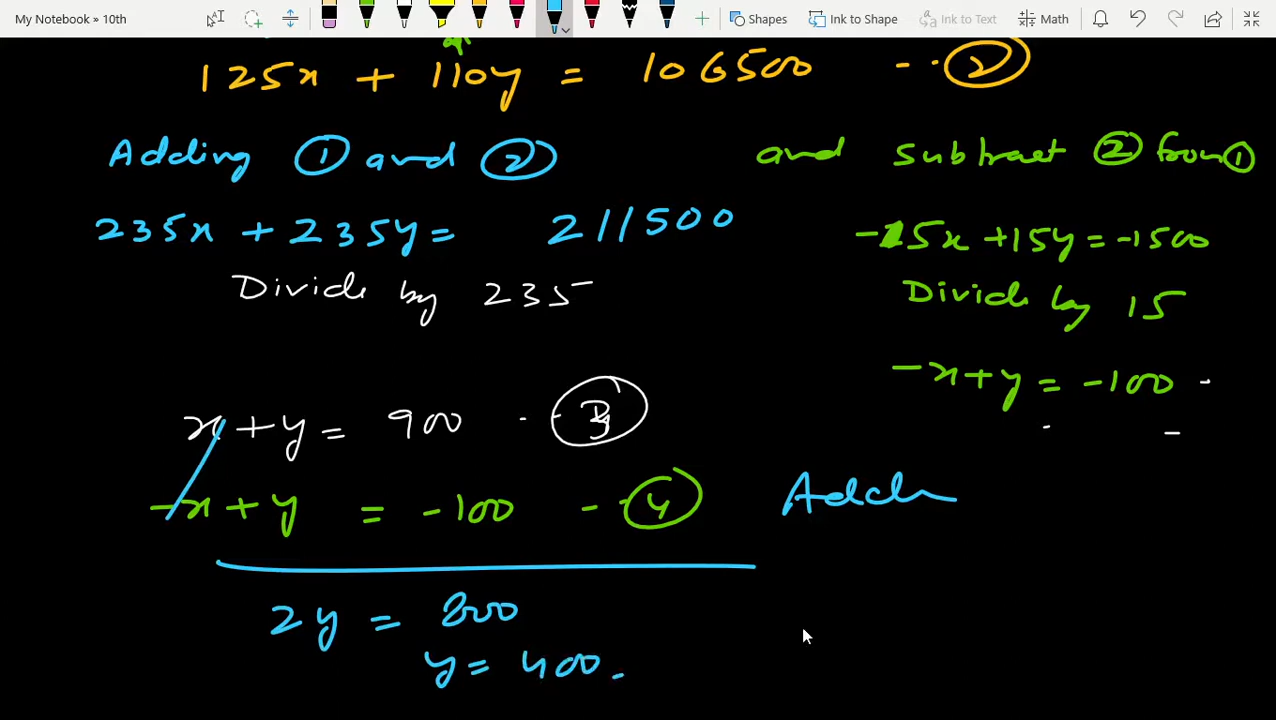 My Notebook » 10th
Shapes
Ink to Shape
Ink to Text
Math
Share
125x + 110y = 106500 -- ②
Adding ① and ②
and subtract ② from ①
235x + 235y = 211500
-15x + 15y = -1500
Divide by 235
Divide by 15
-x + y = -100 -
x + y = 900 - - ③
-x + y = -100 - ④
Add
2y = 800
y = 400.